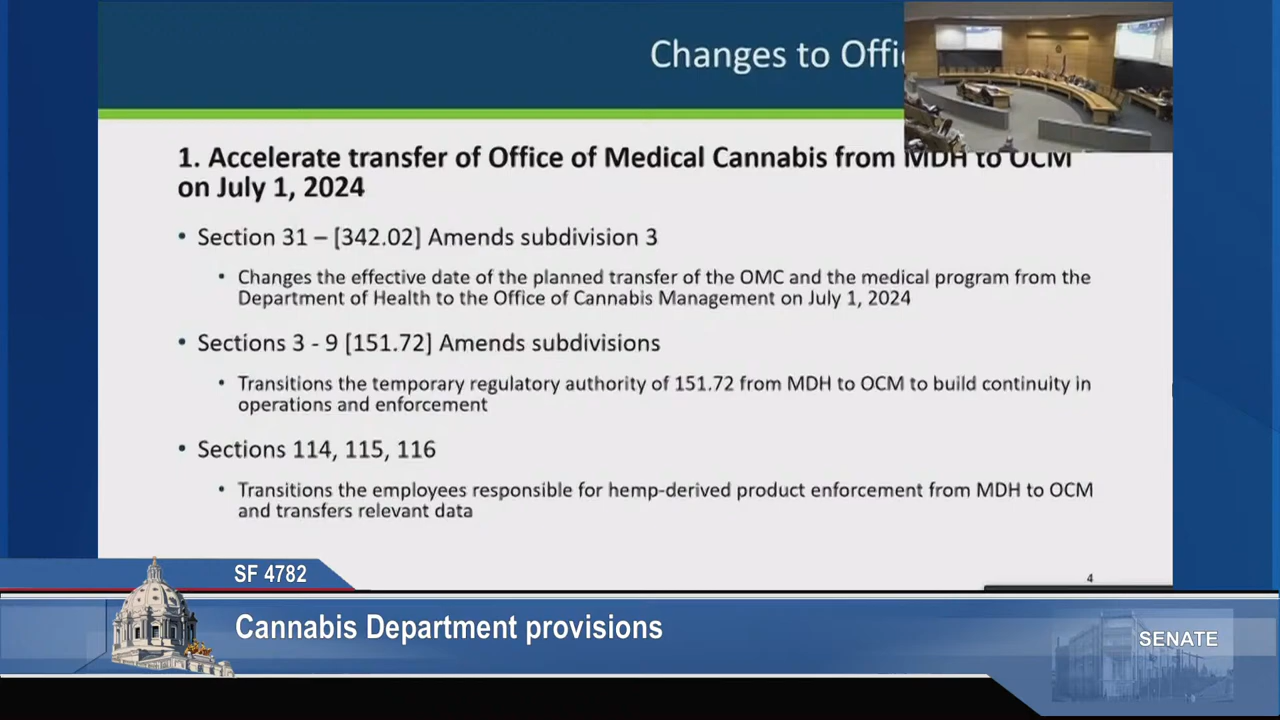 Changes to Offi
1. Accelerate transfer of Office of Medical Cannabis from MDH to OCM
on July 1, 2024
• Section 31 – [342.02] Amends subdivision 3
• Changes the effective date of the planned transfer of the OMC and the medical program from the
Department of Health to the Office of Cannabis Management on July 1, 2024
• Sections 3 - 9 [151.72] Amends subdivisions
• Transitions the temporary regulatory authority of 151.72 from MDH to OCM to build continuity in
operations and enforcement
• Sections 114, 115, 116
• Transitions the employees responsible for hemp-derived product enforcement from MDH to OCM
and transfers relevant data
4
SF 4782
Cannabis Department provisions
SENATE